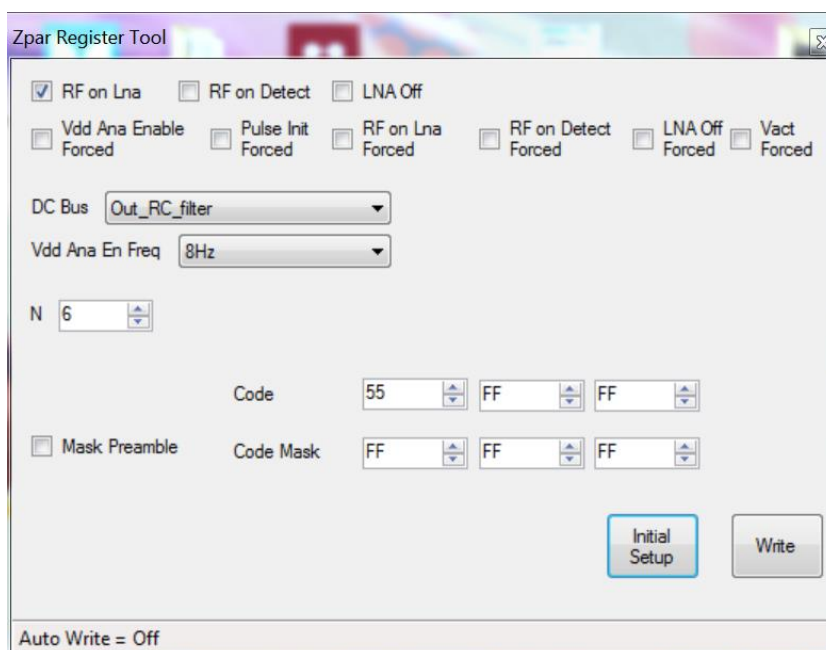 Zpar Register Tool
RF on Lna RF on Detect LNA Off
Vdd Ana Enable Forced Pulse Init Forced RF on Lna Forced RF on Detect Forced LNA Off Forced Vact Forced
DC Bus Out_RC_filter
Vdd Ana En Freq 8Hz
N 6
Code 55 FF FF
Mask Preamble Code Mask FF FF FF
Initial Setup Write
Auto Write = Off